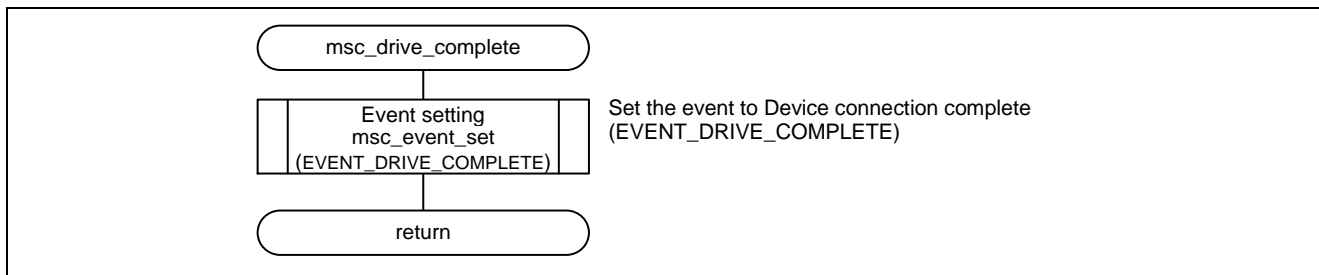 msc_drive_complete
Event setting
msc_event_set
(EVENT_DRIVE_COMPLETE)
Set the event to Device connection complete
(EVENT_DRIVE_COMPLETE)
return